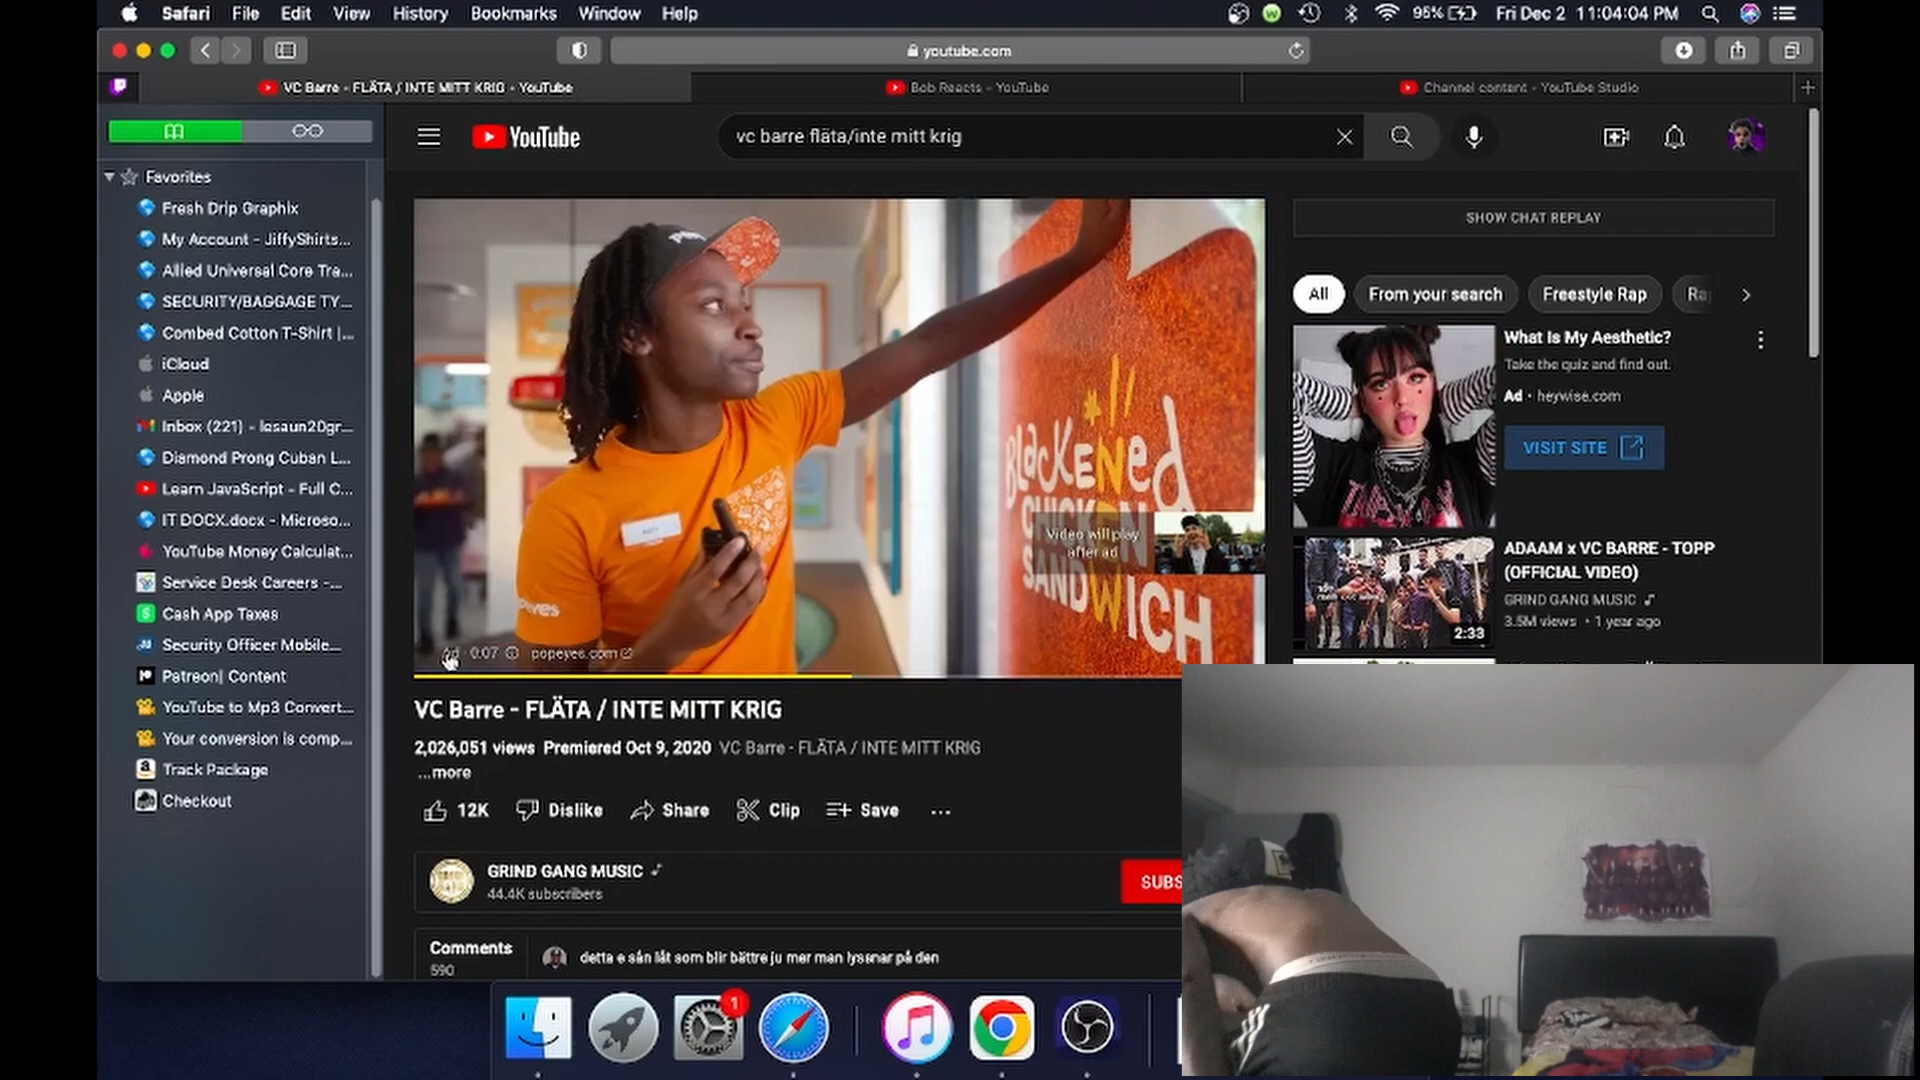 Safari File Edit View History Bookmarks Window Help
95% Fri Dec 2 11:04:04 PM
youtube.com
VC Barre - FLÄTA / INTE MITT KRIG - YouTube
Bob Reacts - YouTube
Channel content - YouTube Studio
Favorites
Fresh Drip Graphix
My Account - JiffyShirts...
Allied Universal Core Tra...
SECURITY/BAGGAGE TY...
Combed Cotton T-Shirt |...
iCloud
Apple
Inbox (221) - lesaun20gr...
Diamond Prong Cuban L...
Learn JavaScript - Full C...
IT DOCX.docx - Microso...
YouTube Money Calculat...
Service Desk Careers -...
Cash App Taxes
Security Officer Mobile...
Patreon| Content
YouTube to Mp3 Convert...
Your conversion is comp...
Track Package
Checkout
YouTube
vc barre fläta/inte mitt krig
BLACKENED
CHICKEN
SANDWICH
Video will play
after ad
Ad · 0:07 popeyes.com
VC Barre - FLÄTA / INTE MITT KRIG
2,026,051 views Premiered Oct 9, 2020 VC Barre - FLÄTA / INTE MITT KRIG
...more
12K Dislike Share Clip Save ...
GRIND GANG MUSIC
44.4K subscribers
SUBS
Comments
590
detta e sån låt som blir bättre ju mer man lyssnar på den
SHOW CHAT REPLAY
All From your search Freestyle Rap Ra
What Is My Aesthetic?
Take the quiz and find out.
Ad · heywise.com
VISIT SITE
ADAAM x VC BARRE - TOPP
(OFFICIAL VIDEO)
GRIND GANG MUSIC
3.5M views · 1 year ago
2:33
1